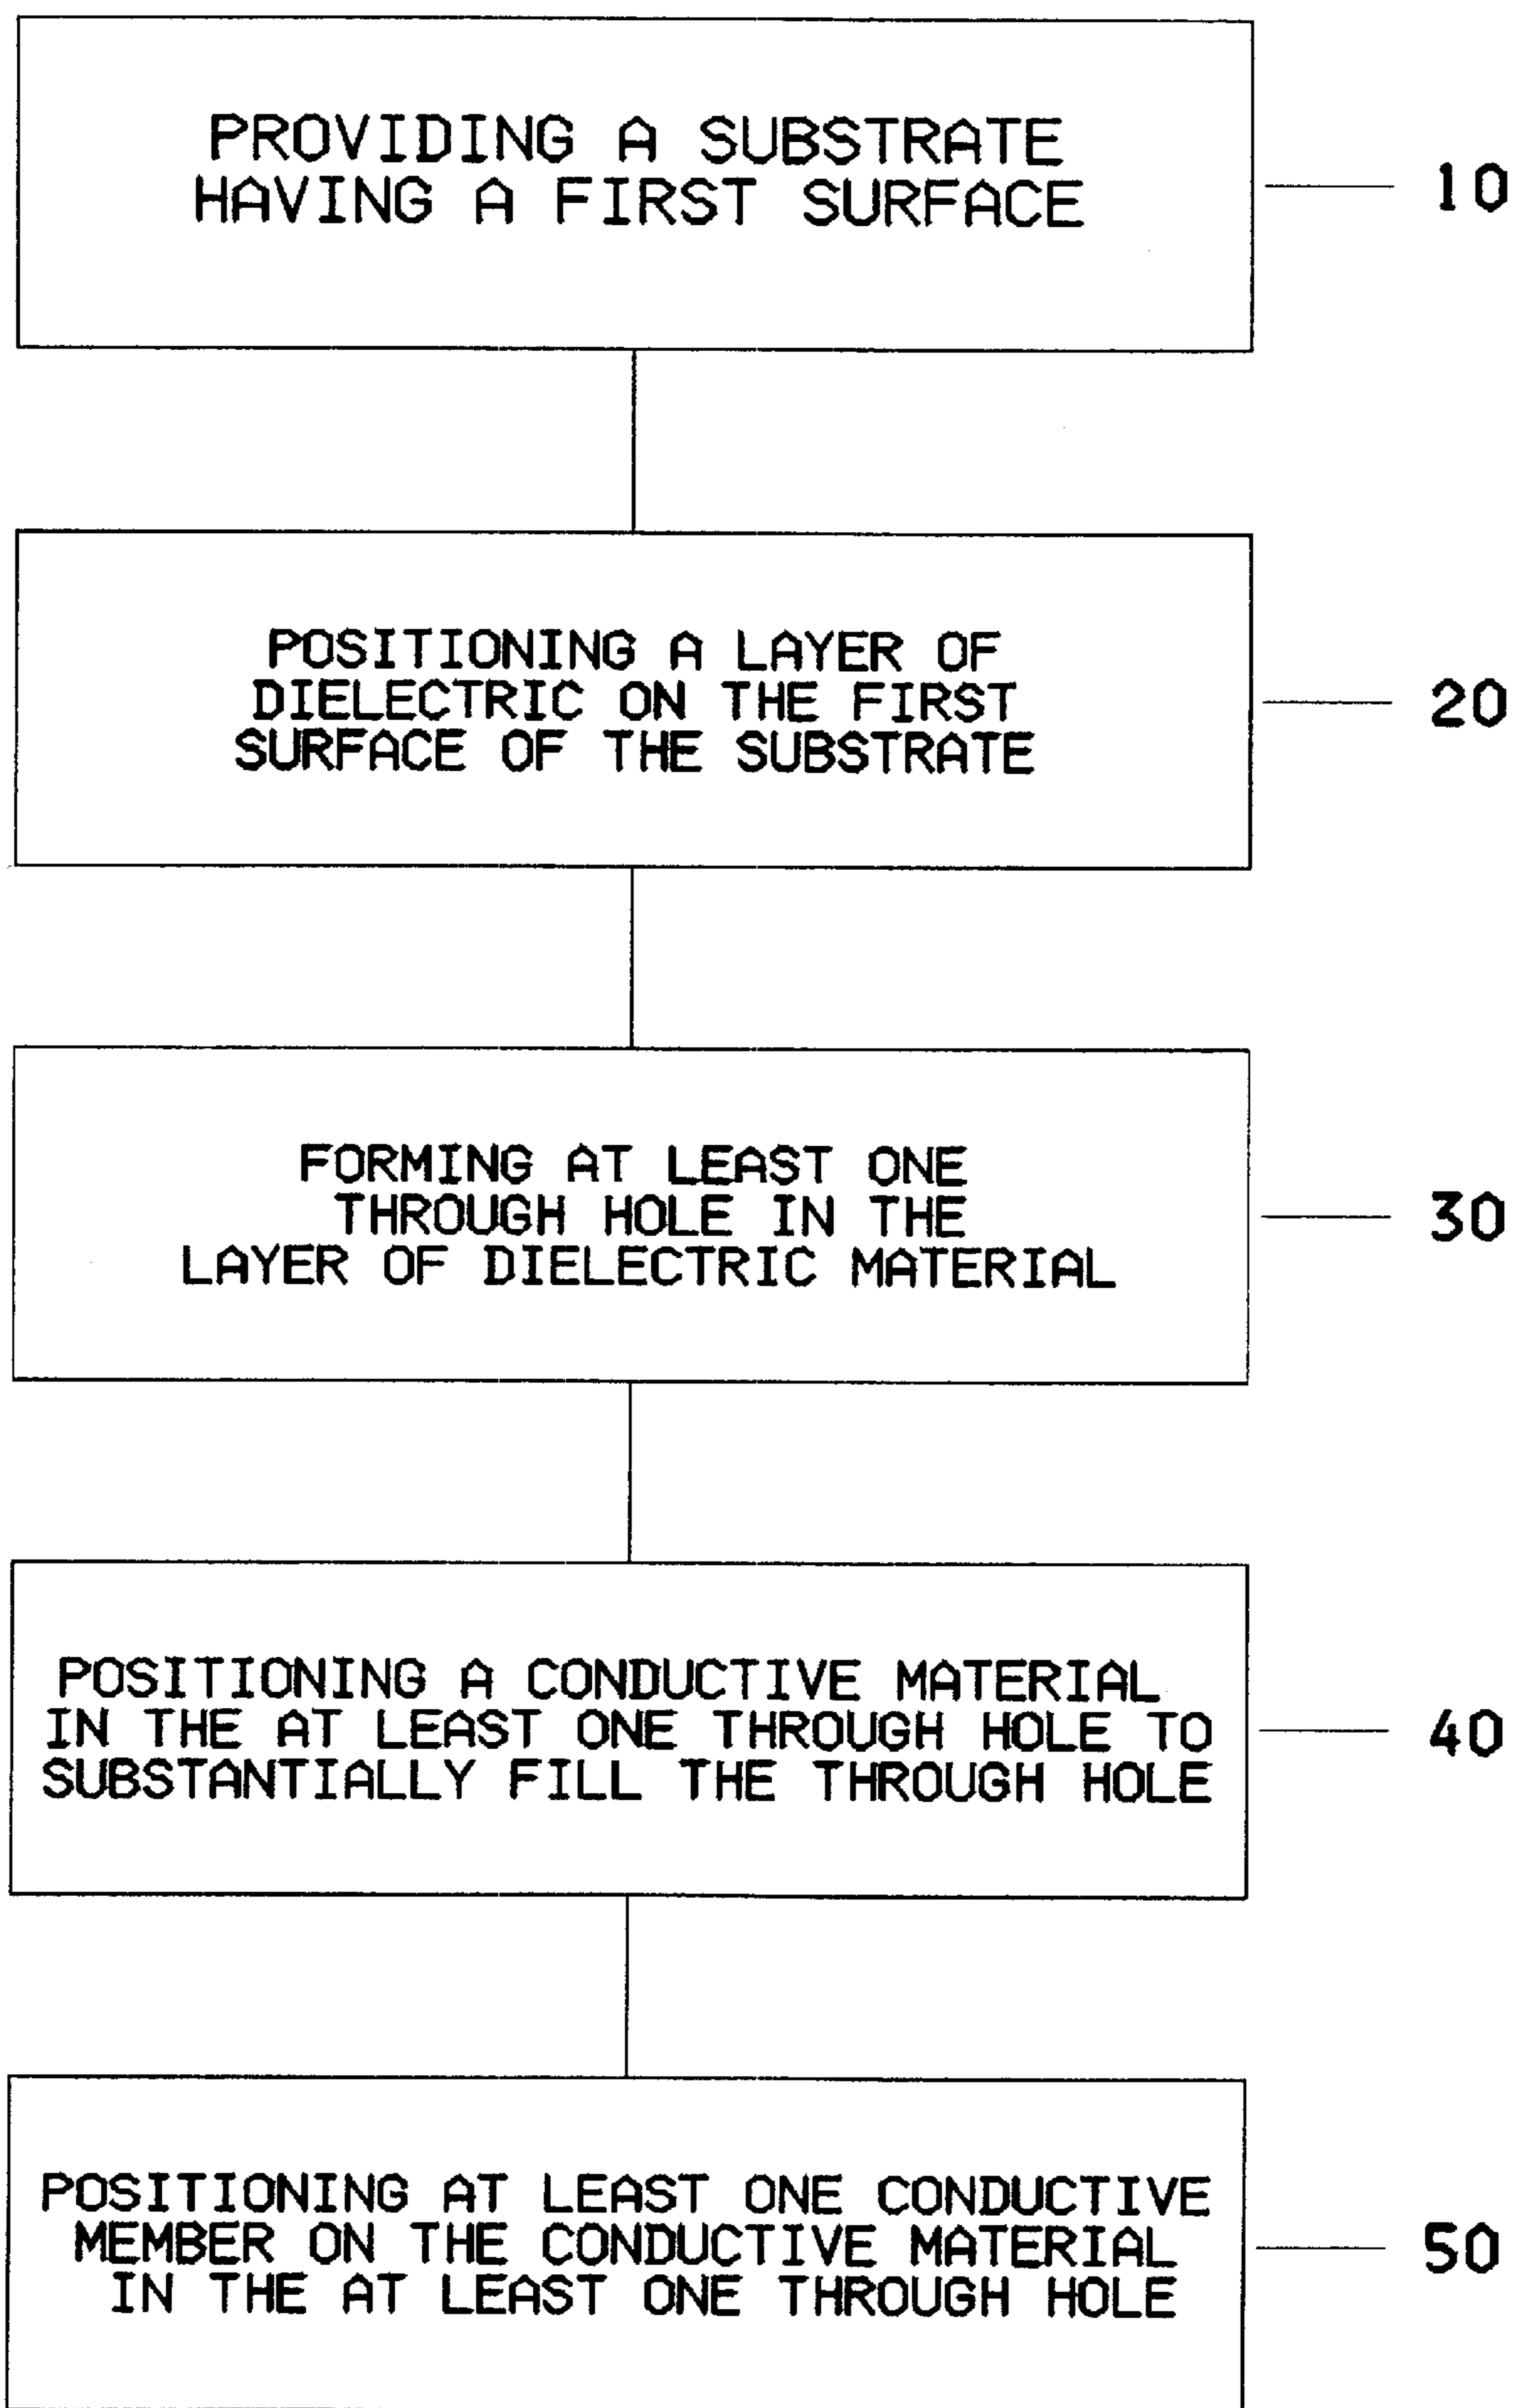 PROVIDING A SUBSTRATE
HAVING A FIRST SURFACE
10
POSITIONING A LAYER OF
DIELECTRIC ON THE FIRST
SURFACE OF THE SUBSTRATE
20
FORMING AT LEAST ONE
THROUGH HOLE IN THE
LAYER OF DIELECTRIC MATERIAL
30
POSITIONING A CONDUCTIVE MATERIAL
IN THE AT LEAST ONE THROUGH HOLE TO
SUBSTANTIALLY FILL THE THROUGH HOLE
40
POSITIONING AT LEAST ONE CONDUCTIVE
MEMBER ON THE CONDUCTIVE MATERIAL
IN THE AT LEAST ONE THROUGH HOLE
50